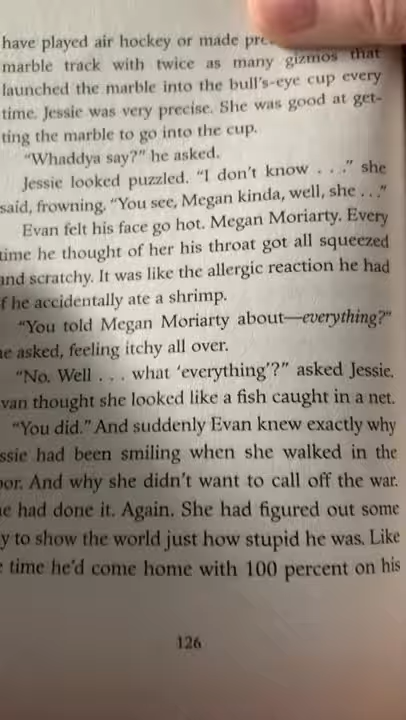 have played air hockey or made
marble track with twice as many gizmos that
launched the marble into the bull's-eye cup every
time. Jessie was very precise. She was good at get-
ting the marble to go into the cup.
"Whaddya say?" he asked.
Jessie looked puzzled. "I don't know . . ." she
said, frowning. "You see, Megan kinda, well, she . . ."
Evan felt his face go hot. Megan Moriarty. Every
time he thought of her his throat got all squeezed
and scratchy. It was like the allergic reaction he had
f he accidentally ate a shrimp.
"You told Megan Moriarty about—everything?"
he asked, feeling itchy all over.
"No. Well . . . what 'everything'?" asked Jessie.
van thought she looked like a fish caught in a net.
"You did." And suddenly Evan knew exactly why
ssie had been smiling when she walked in the
oor. And why she didn't want to call off the war.
he had done it. Again. She had figured out some
y to show the world just how stupid he was. Like
e time he'd come home with 100 percent on his
126